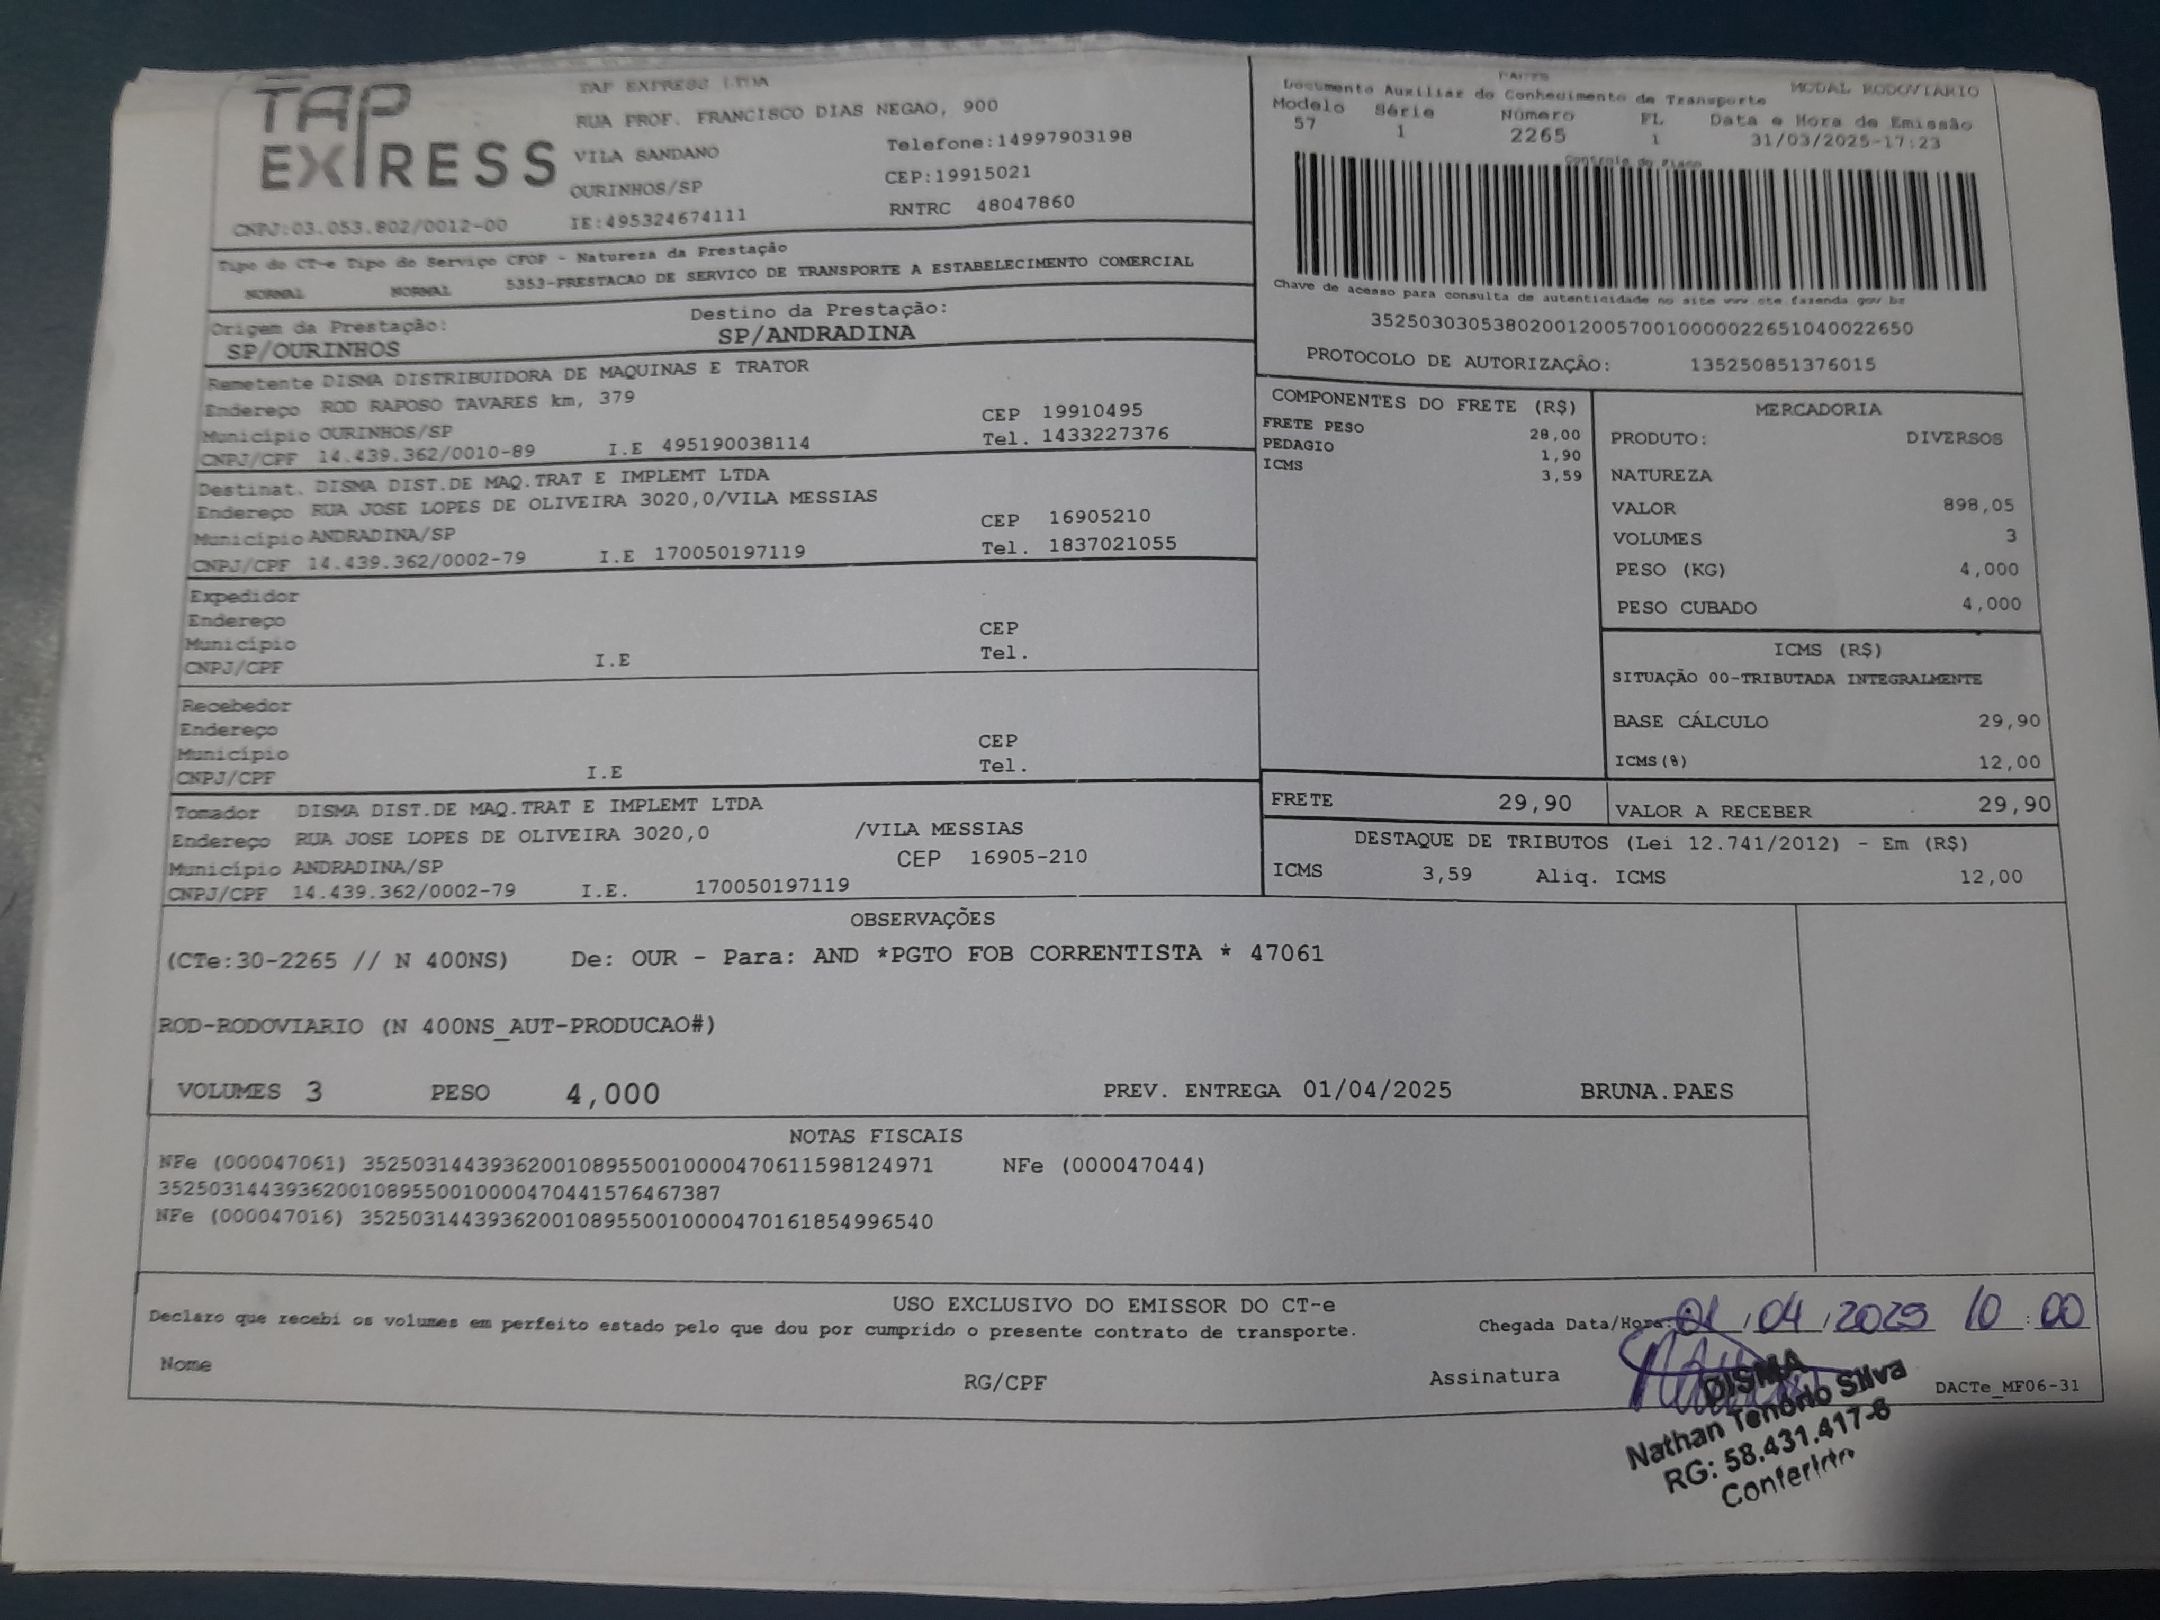 TAP
EXPRESS
TAP EXPRESS LTDA
RUA PROF. FRANCISCO DIAS NEGAO, 900
VILA SANDANO Telefone:14997903198
OURINHOS/SP CEP:19915021
CNPJ:03.053.802/0012-00 IE:495324674111 RNTRC 48047860
Tipo do CT-e Tipo do Serviço CFOP - Natureza da Prestação
NORMAL NORMAL 5353-PRESTACAO DE SERVICO DE TRANSPORTE A ESTABELECIMENTO COMERCIAL
Origem da Prestação: Destino da Prestação:
SP/OURINHOS SP/ANDRADINA
DACTE MODAL RODOVIÁRIO
Documento Auxiliar do Conhecimento de Transporte
Modelo Série Número FL Data e Hora de Emissão
57 1 2265 1 31/03/2025-17:23
Controle do Fisco
Chave de acesso para consulta de autenticidade no site www.cte.fazenda.gov.br
35250303053802001200570010000022651040022650
PROTOCOLO DE AUTORIZAÇÃO: 135250851376015
Remetente DISMA DISTRIBUIDORA DE MAQUINAS E TRATOR
Endereço ROD RAPOSO TAVARES km, 379
Município OURINHOS/SP CEP 19910495
CNPJ/CPF 14.439.362/0010-89 I.E 495190038114 Tel. 1433227376
Destinat. DISMA DIST.DE MAQ.TRAT E IMPLEMT LTDA
Endereço RUA JOSE LOPES DE OLIVEIRA 3020,0/VILA MESSIAS
Município ANDRADINA/SP CEP 16905210
CNPJ/CPF 14.439.362/0002-79 I.E 170050197119 Tel. 1837021055
Expedidor
Endereço
Município CEP
CNPJ/CPF I.E Tel.
Recebedor
Endereço
Município CEP
CNPJ/CPF I.E Tel.
Tomador DISMA DIST.DE MAQ.TRAT E IMPLEMT LTDA
Endereço RUA JOSE LOPES DE OLIVEIRA 3020,0 /VILA MESSIAS
Município ANDRADINA/SP CEP 16905-210
CNPJ/CPF 14.439.362/0002-79 I.E. 170050197119
COMPONENTES DO FRETE (R$)
FRETE PESO 28,00
PEDAGIO 1,90
ICMS 3,59
MERCADORIA
PRODUTO: DIVERSOS
NATUREZA
VALOR 898,05
VOLUMES 3
PESO (KG) 4,000
PESO CUBADO 4,000
ICMS (R$)
SITUAÇÃO 00-TRIBUTADA INTEGRALMENTE
BASE CÁLCULO 29,90
ICMS(%) 12,00
FRETE 29,90 VALOR A RECEBER 29,90
DESTAQUE DE TRIBUTOS (Lei 12.741/2012) - Em (R$)
ICMS 3,59 Aliq. ICMS 12,00
OBSERVAÇÕES
(CTe:30-2265 // N 400NS) De: OUR - Para: AND *PGTO FOB CORRENTISTA * 47061
ROD-RODOVIARIO (N 400NS_AUT-PRODUCAO#)
VOLUMES 3 PESO 4,000 PREV. ENTREGA 01/04/2025 BRUNA.PAES
NOTAS FISCAIS
NFe (000047061) 35250314439362001089550010000470611598124971 NFe (000047044)
35250314439362001089550010000470441576467387
NFe (000047016) 35250314439362001089550010000470161854996540
USO EXCLUSIVO DO EMISSOR DO CT-e
Declaro que recebi os volumes em perfeito estado pelo que dou por cumprido o presente contrato de transporte.
Chegada Data/Hora: 01/04/2025 10:00
Nome RG/CPF Assinatura DACTe_MF06-31
DISMA
Nathan Tenório Silva
RG: 58.431.417-6